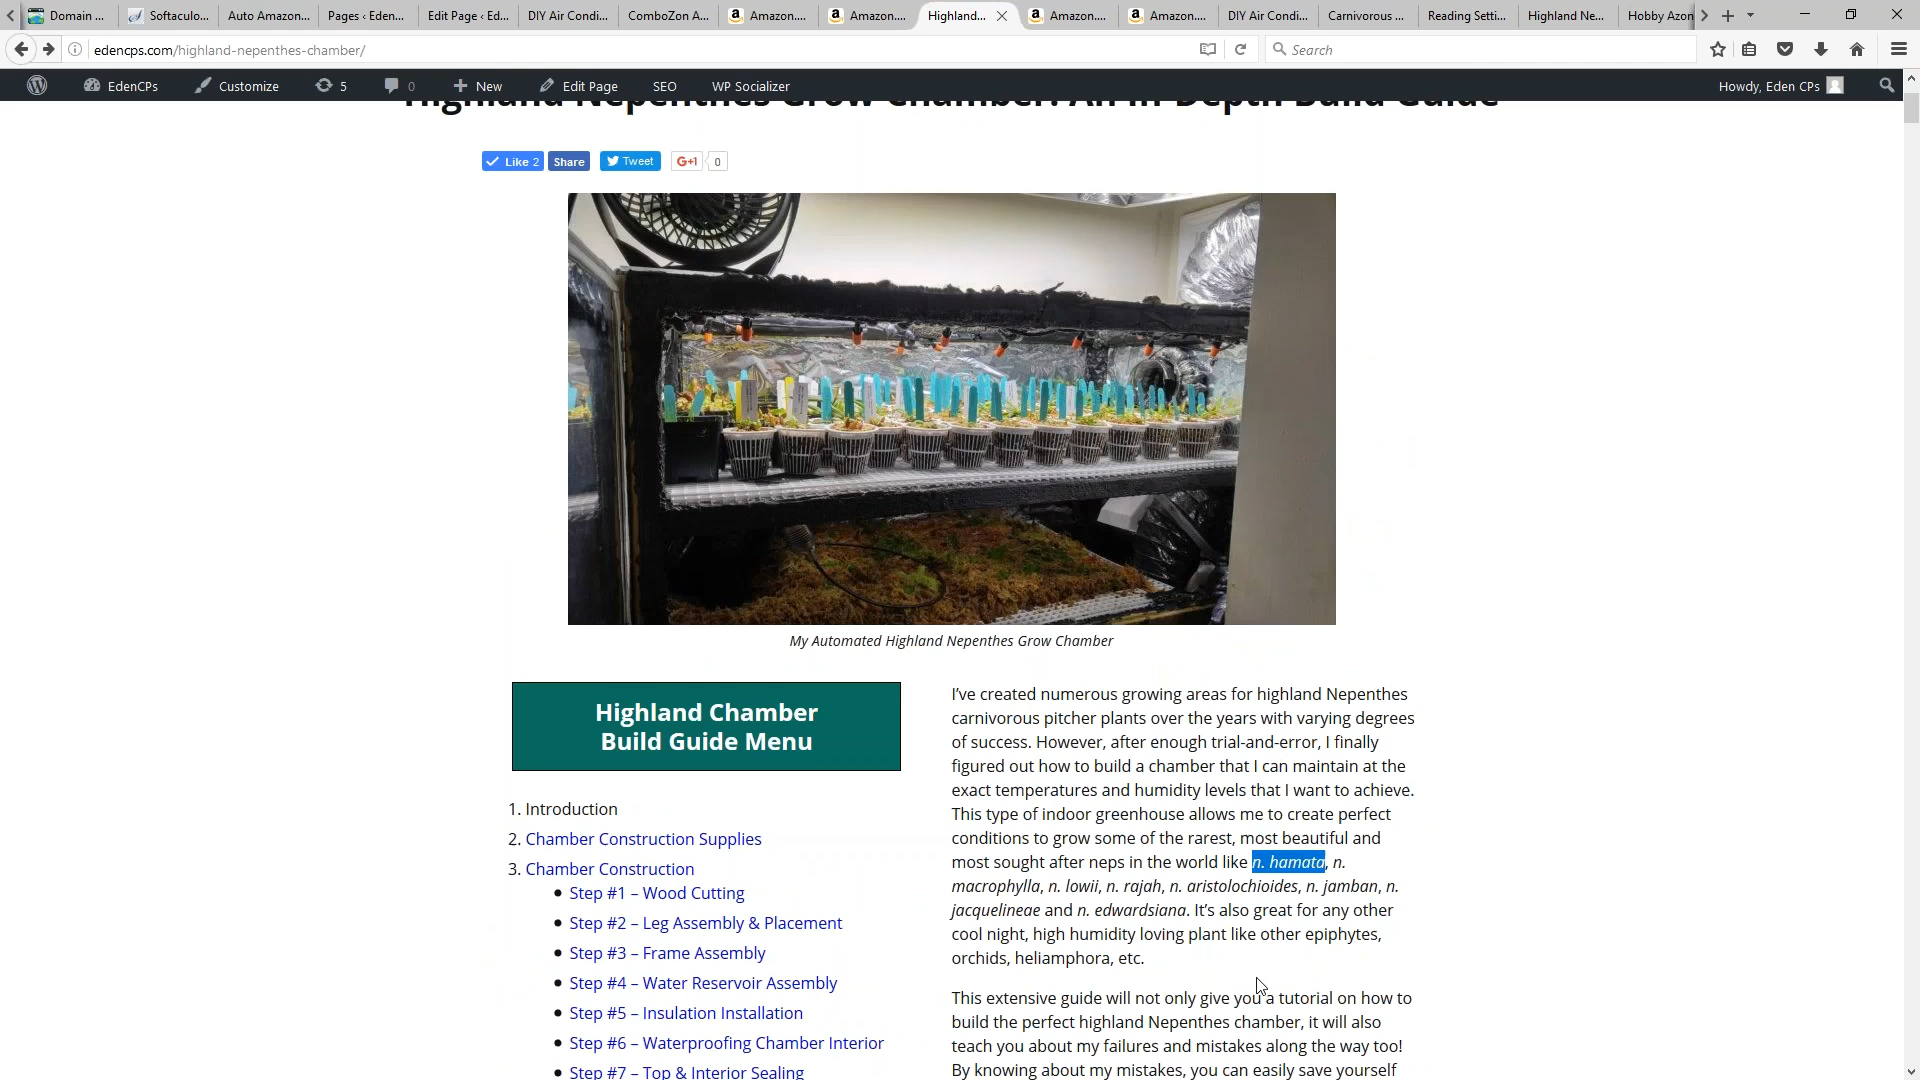 Domain ...
Softaculo...
Auto Amazon...
Pages ‹ Eden...
Edit Page ‹ Ed...
DIY Air Condi...
ComboZon A...
Amazon....
Amazon....
Highland...
Amazon....
Amazon....
DIY Air Condi...
Carnivorous ...
Reading Setti...
Highland Ne...
Hobby Azon
edencps.com/highland-nepenthes-chamber/
Search
EdenCPs
Customize
5
0
New
Edit Page
SEO
WP Socializer
Howdy, Eden CPs
Highland Nepenthes Grow Chamber: An In-Depth Build Guide
Like 2
Share
Tweet
G+1
0
My Automated Highland Nepenthes Grow Chamber
Highland Chamber
Build Guide Menu
1. Introduction
2. Chamber Construction Supplies
3. Chamber Construction
• Step #1 – Wood Cutting
• Step #2 – Leg Assembly & Placement
• Step #3 – Frame Assembly
• Step #4 – Water Reservoir Assembly
• Step #5 – Insulation Installation
• Step #6 – Waterproofing Chamber Interior
• Step #7 – Top & Interior Sealing
I've created numerous growing areas for highland Nepenthes
carnivorous pitcher plants over the years with varying degrees
of success. However, after enough trial-and-error, I finally
figured out how to build a chamber that I can maintain at the
exact temperatures and humidity levels that I want to achieve.
This type of indoor greenhouse allows me to create perfect
conditions to grow some of the rarest, most beautiful and
most sought after neps in the world like n. hamata, n.
macrophylla, n. lowii, n. rajah, n. aristolochioides, n. jamban, n.
jacquelineae and n. edwardsiana. It's also great for any other
cool night, high humidity loving plant like other epiphytes,
orchids, heliamphora, etc.
This extensive guide will not only give you a tutorial on how to
build the perfect highland Nepenthes chamber, it will also
teach you about my failures and mistakes along the way too!
By knowing about my mistakes, you can easily save yourself